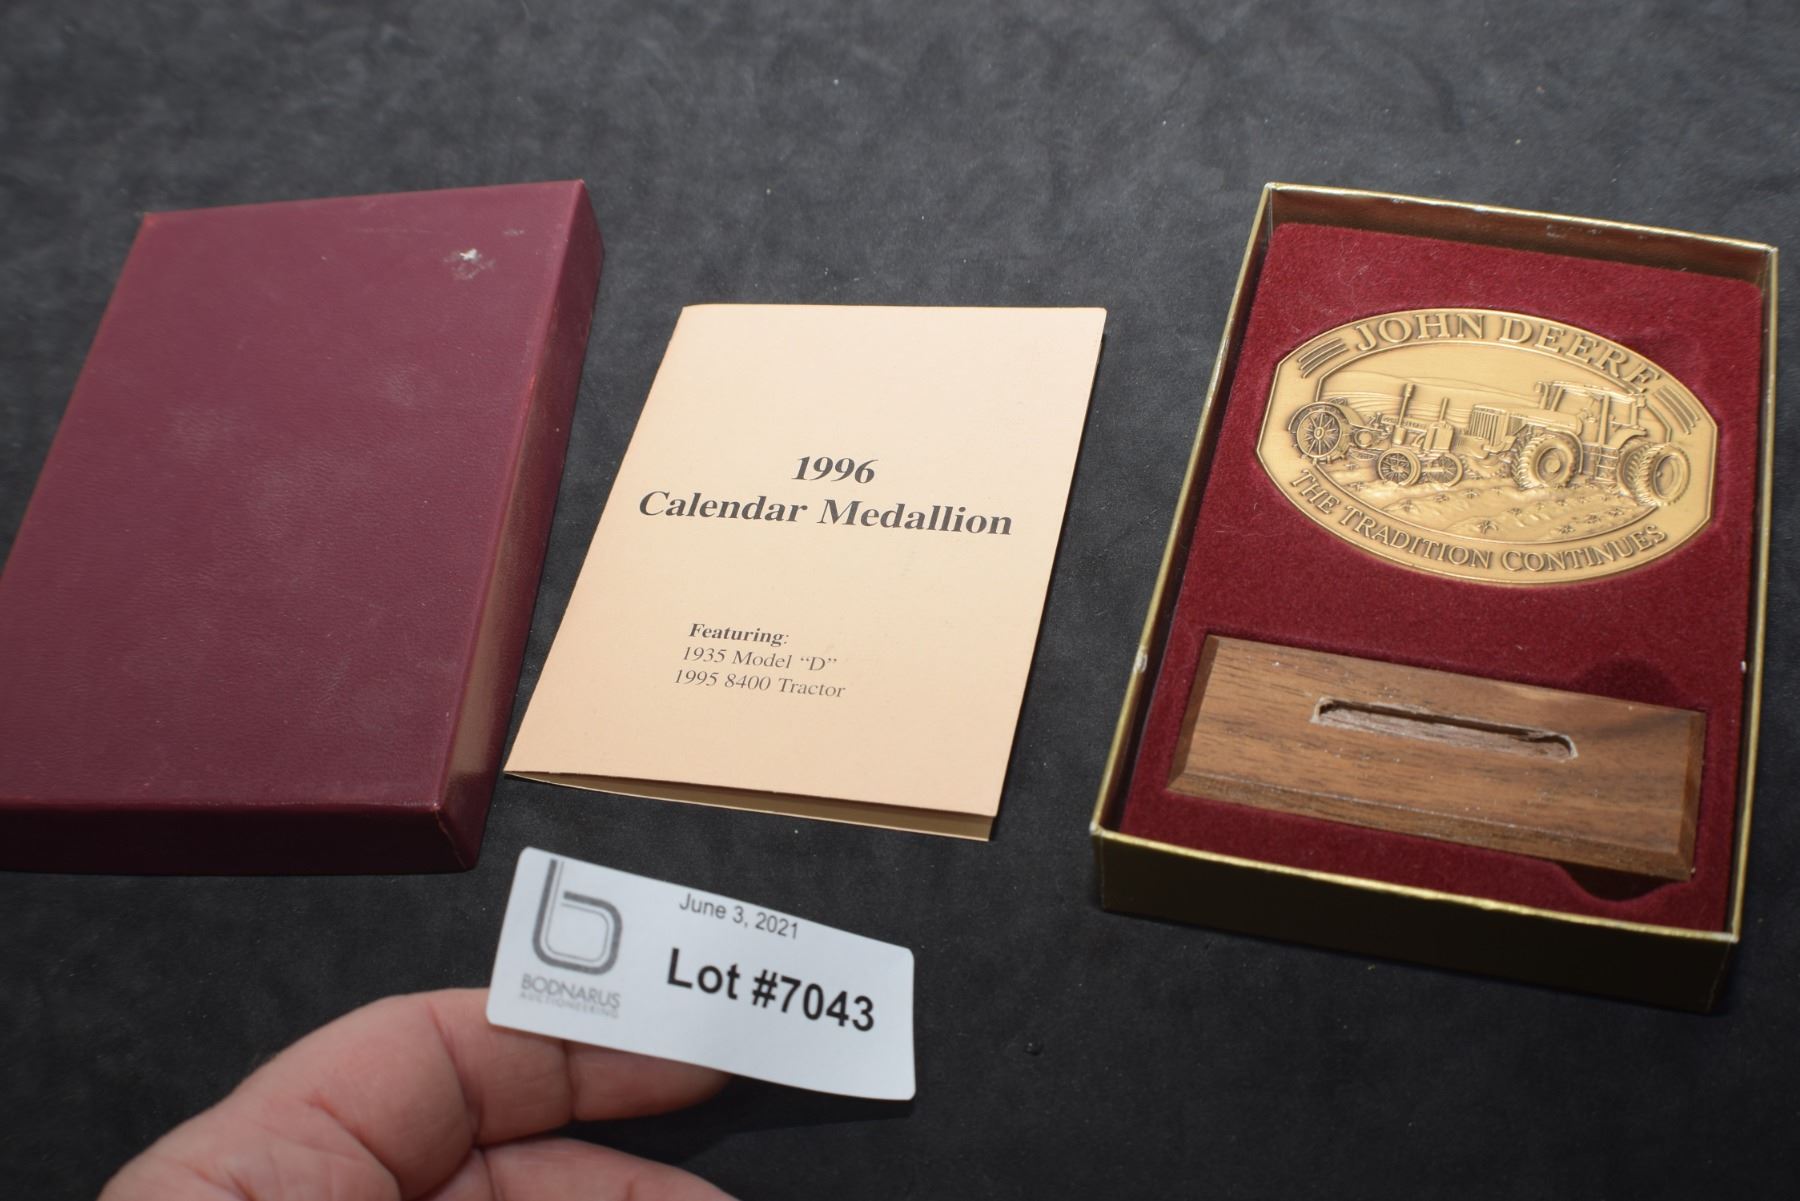 1996
Calendar Medallion
Featuring:
1935 Model “D”
1995 8400 Tractor
JOHN DEERE
THE TRADITION CONTINUES
June 3, 2021
Lot #7043
BODNARUS
AUCTIONEERING